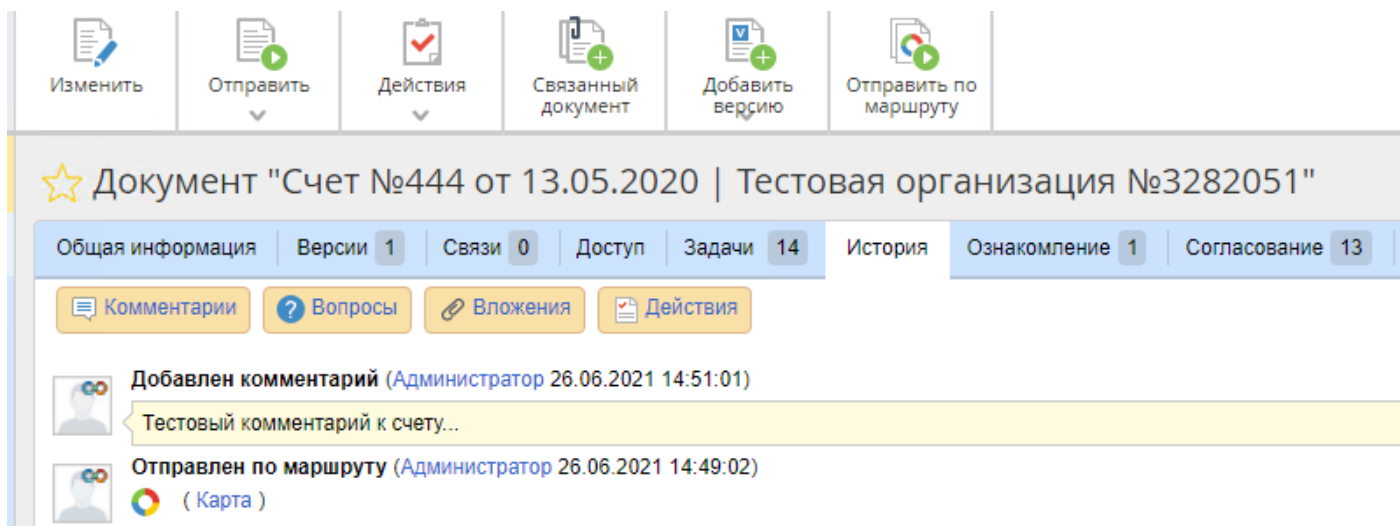 Изменить
Отправить
Действия
Связанный
документ
Добавить
версию
Отправить по
маршруту
Документ "Счет №444 от 13.05.2020 | Тестовая организация №3282051"
Общая информация Версии 1 Связи 0 Доступ Задачи 14 История Ознакомление 1 Согласование 13
Комментарии Вопросы Вложения Действия
Добавлен комментарий (Администратор 26.06.2021 14:51:01)
Тестовый комментарий к счету...
Отправлен по маршруту (Администратор 26.06.2021 14:49:02)
( Карта )